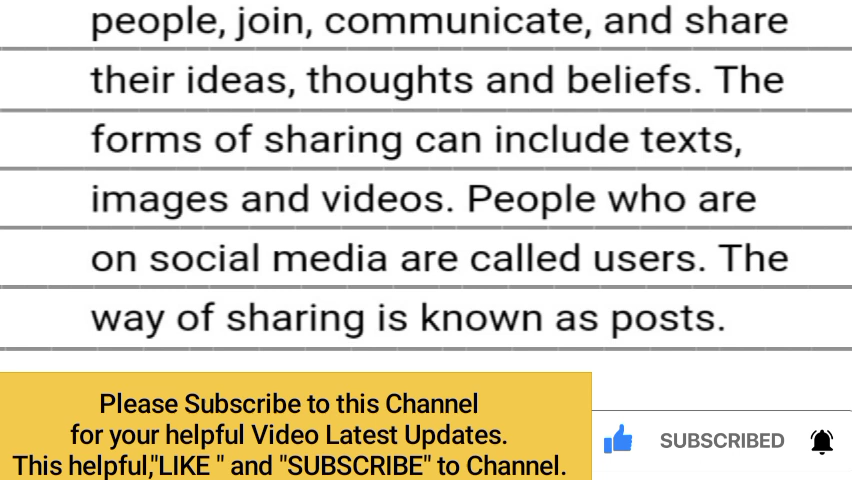 people, join, communicate, and share
their ideas, thoughts and beliefs. The
forms of sharing can include texts,
images and videos. People who are
on social media are called users. The
way of sharing is known as posts.
Please Subscribe to this Channel
for your helpful Video Latest Updates.
This helpful,"LIKE " and "SUBSCRIBE" to Channel.
SUBSCRIBED